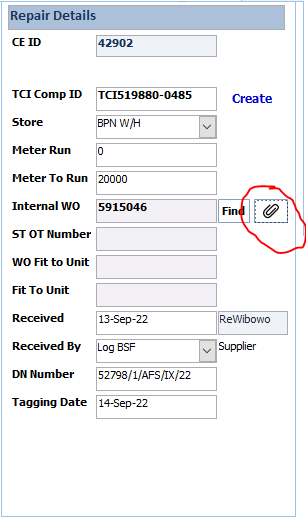 Repair Details
CE ID 42902
TCI Comp ID TCI519880-0485 Create
Store BPN W/H
Meter Run 0
Meter To Run 20000
Internal WO 5915046 Find
ST OT Number
WO Fit to Unit
Fit To Unit
Received 13-Sep-22 ReWibowo
Received By Log BSF Supplier
DN Number 52798/1/AFS/IX/22
Tagging Date 14-Sep-22